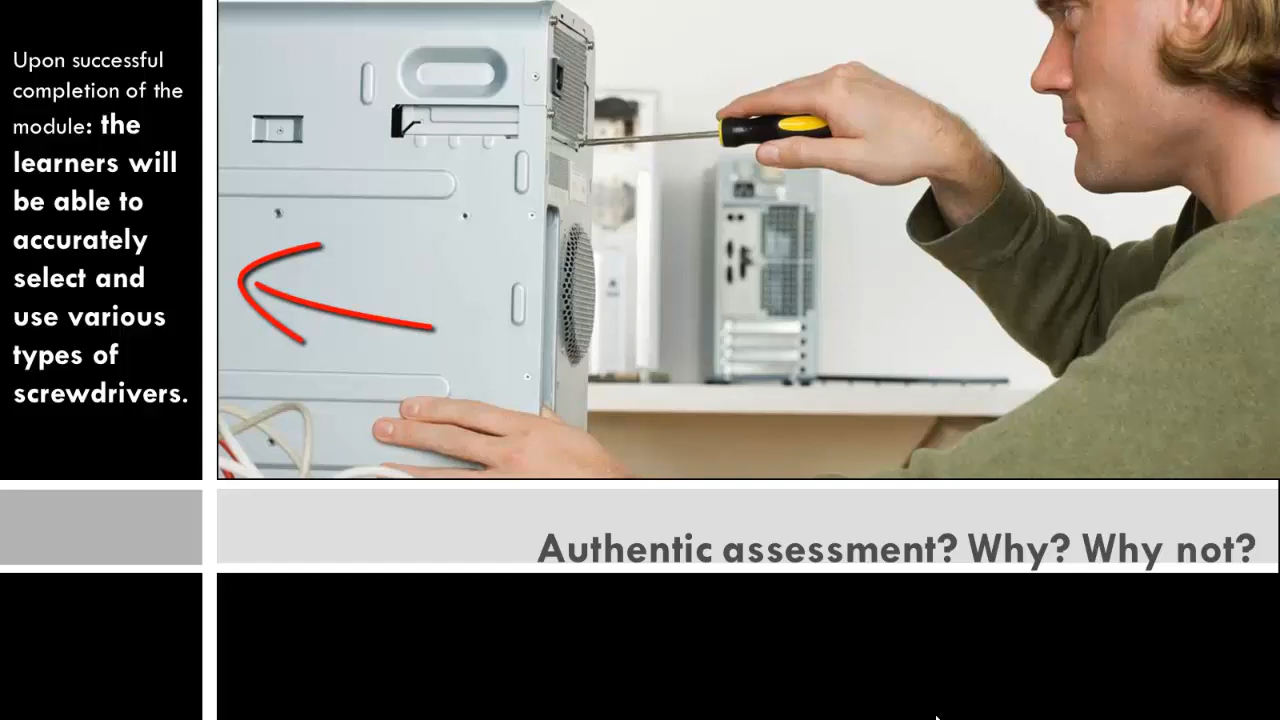 Upon successful
completion of the
module: the
learners will
be able to
accurately
select and
use various
types of
screwdrivers.
Authentic assessment? Why? Why not?